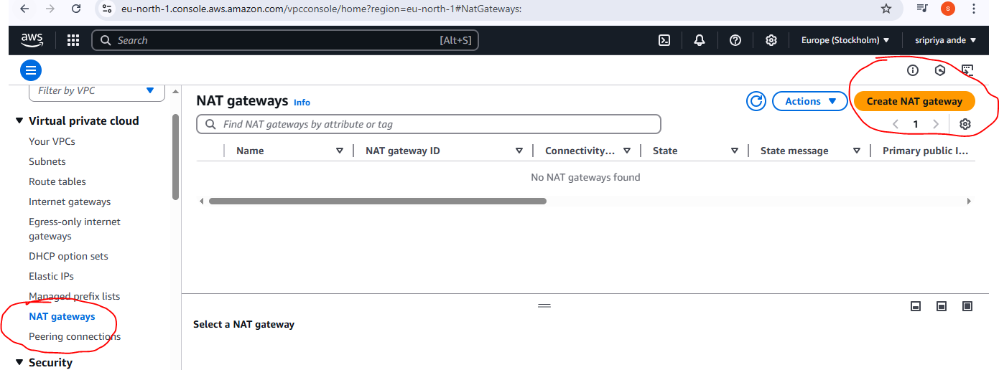 eu-north-1.console.aws.amazon.com/vpcconsole/home?region=eu-north-1#NatGateways:
s
aws
Search
[Alt+S]
Europe (Stockholm)
sripriya ande
Filter by VPC
Virtual private cloud
Your VPCs
Subnets
Route tables
Internet gateways
Egress-only internet
gateways
DHCP option sets
Elastic IPs
Managed prefix lists
NAT gateways
Peering connections
Security
NAT gateways Info
Actions
Create NAT gateway
Find NAT gateways by attribute or tag
1
Name
NAT gateway ID
Connectivity...
State
State message
Primary public I...
No NAT gateways found
Select a NAT gateway